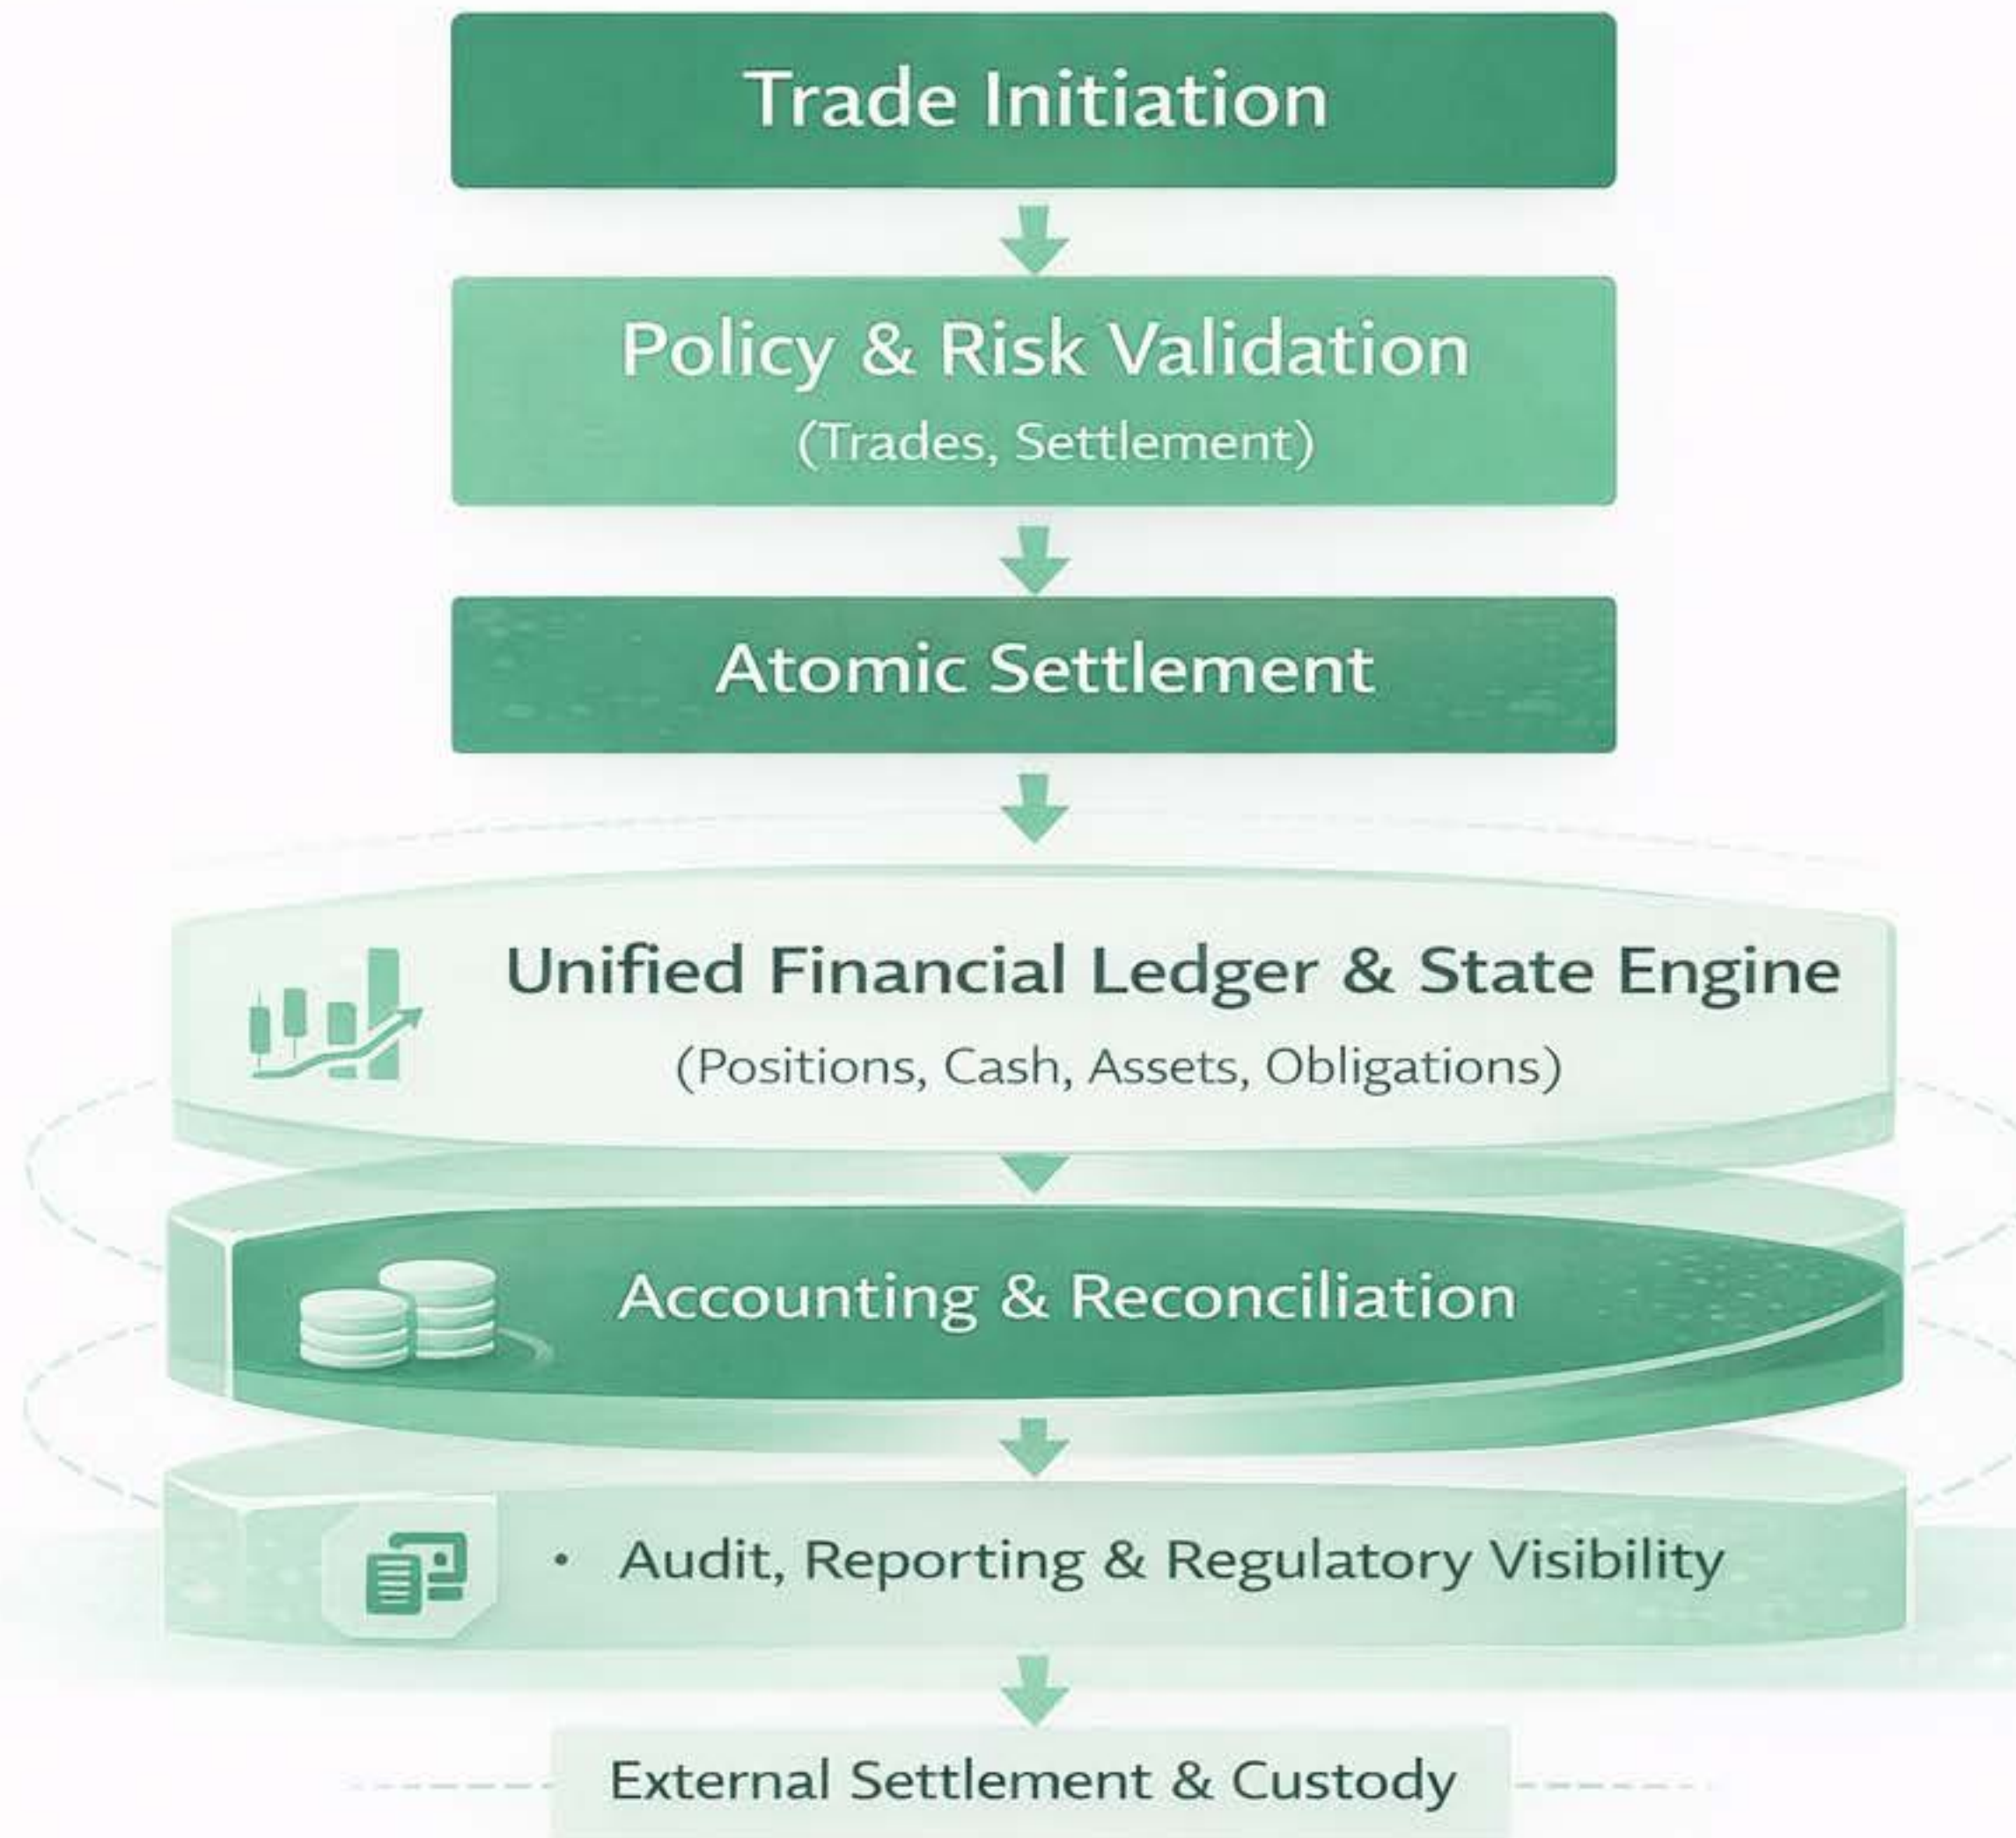 Trade Initiation
Policy & Risk Validation
(Trades, Settlement)
Atomic Settlement
Unified Financial Ledger & State Engine
(Positions, Cash, Assets, Obligations)
Accounting & Reconciliation
• Audit, Reporting & Regulatory Visibility
External Settlement & Custody